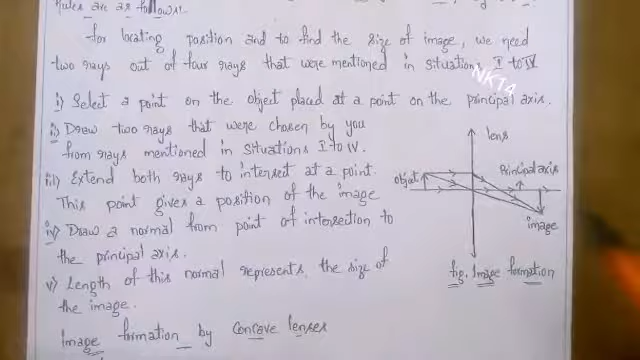 Rules are as follows.
for locating position and to find the size of image, we need
two rays out of four rays that were mentioned in situations I to IV
NKTA
i) Select a point on the object placed at a point on the principal axis.
ii) Draw two rays that were chosen by you
from rays mentioned in situations I to IV.
iii) Extend both rays to intersect at a point.
This point gives a position of the image
iv) Draw a normal from point of intersection to
the principal axis.
v) Length of this normal represents the size of
the image.
lens
Principal axis
object
image
fig. Image formation
Image formation by Concave lenses